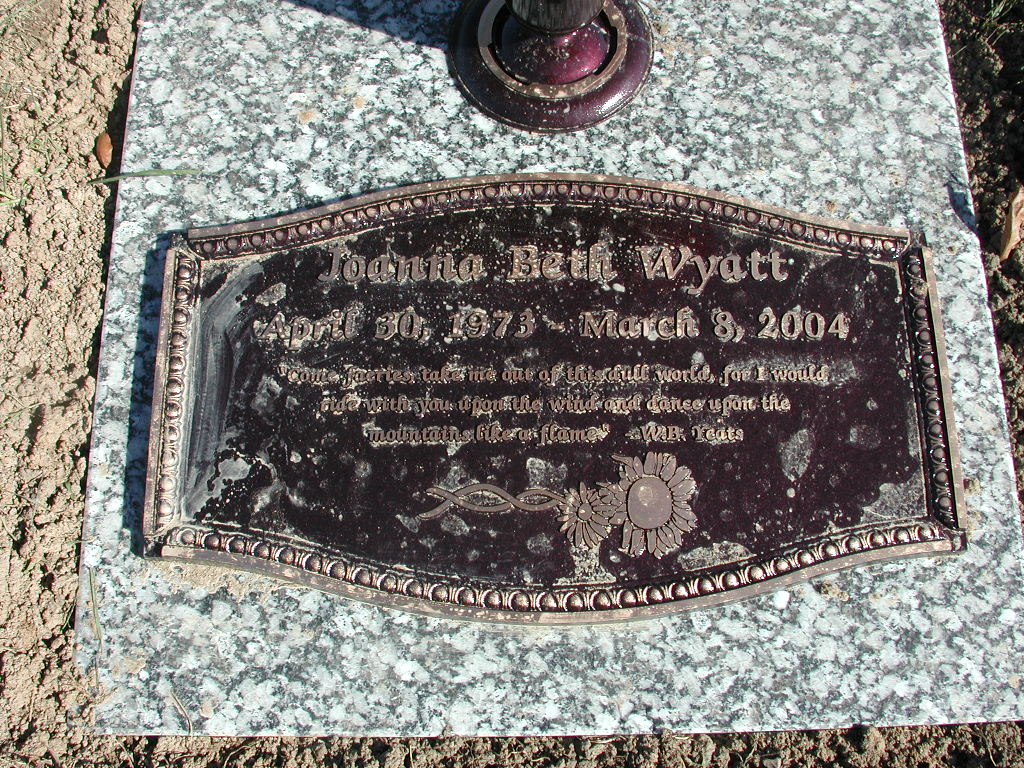 Joanna Beth Wyatt
April 30, 1973 - March 8, 2004
"Come faeries, take me out of this dull world, for I would
ride with you upon the wind and dance upon the
mountains like a flame" -W.B. Yeats